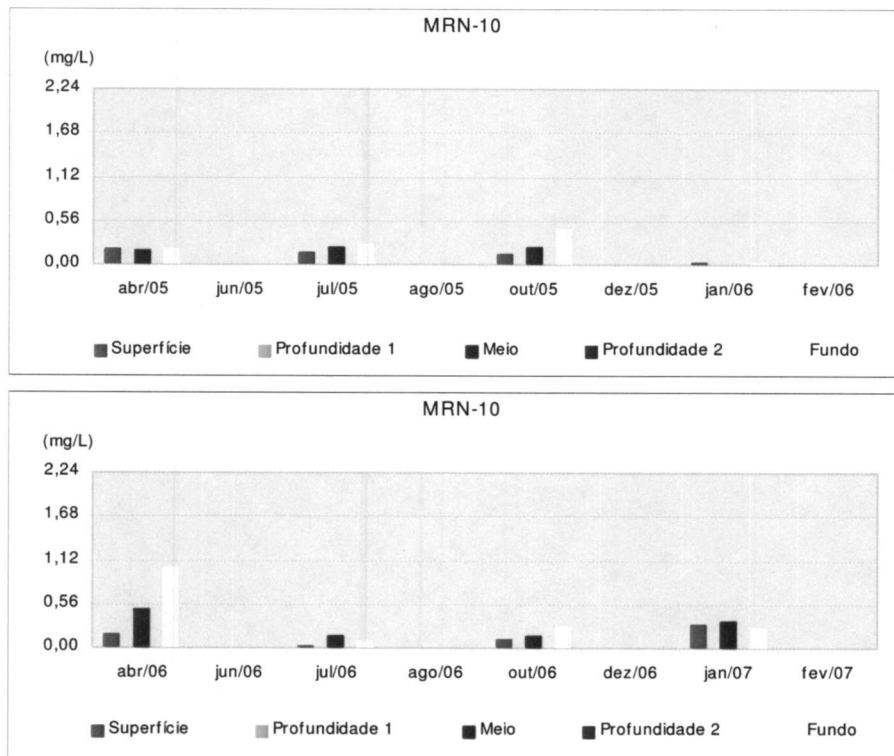 MRN-10
(mg/L)
2,24
1,68
1,12
0,56
0,00
abr/05 jun/05 jul/05 ago/05 out/05 dez/05 jan/06 fev/06
Superfície Profundidade 1 Meio Profundidade 2 Fundo
MRN-10
(mg/L)
2,24
1,68
1,12
0,56
0,00
abr/06 jun/06 jul/06 ago/06 out/06 dez/06 jan/07 fev/07
Superfície Profundidade 1 Meio Profundidade 2 Fundo